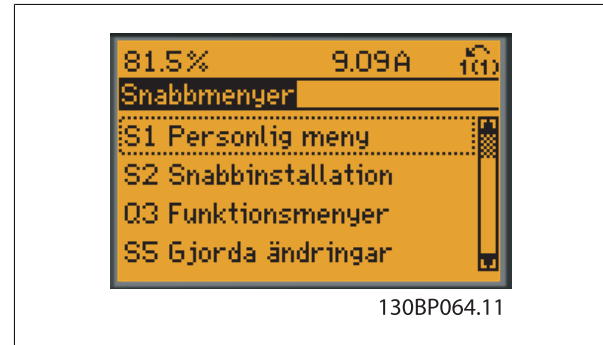 81.5% 9.09A 1(1)
Snabbmenyer
S1 Personlig meny
S2 Snabbinstallation
Q3 Funktionsmenyer
S5 Gjorda ändringar
130BP064.11